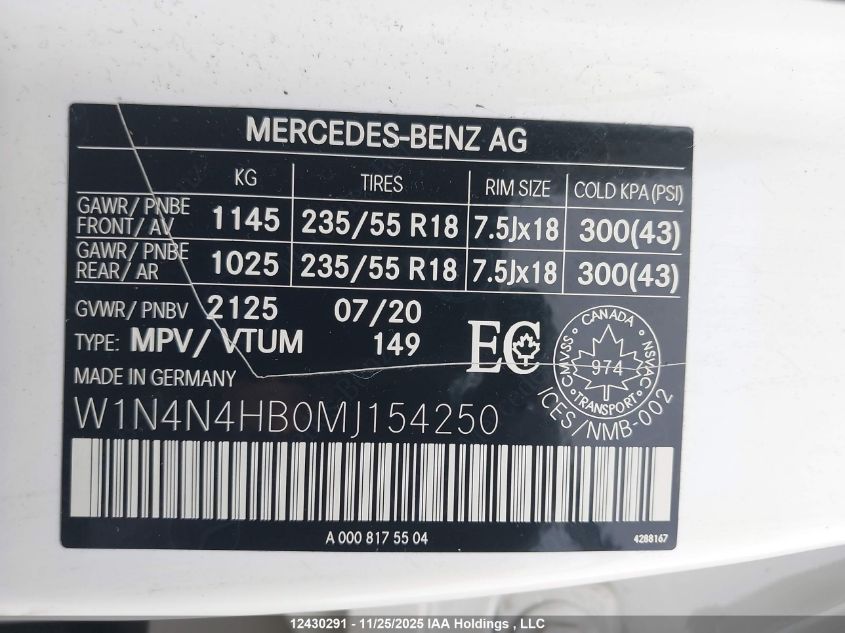 MERCEDES-BENZ AG
KG TIRES RIM SIZE COLD KPA (PSI)
GAWR/ PNBE FRONT/ AV 1145 235/55 R18 7.5Jx18 300(43)
GAWR/ PNBE REAR/ AR 1025 235/55 R18 7.5Jx18 300(43)
GVWR/ PNBV 2125 07/20
TYPE: MPV/ VTUM 149 EC
CANADA CMVSS 974 NSVAC TRANSPORT
MADE IN GERMANY
ICES/NMB-002
W1N4N4HB0MJ154250
A 000 817 55 04
4288167
12430291 - 11/25/2025 IAA Holdings , LLC